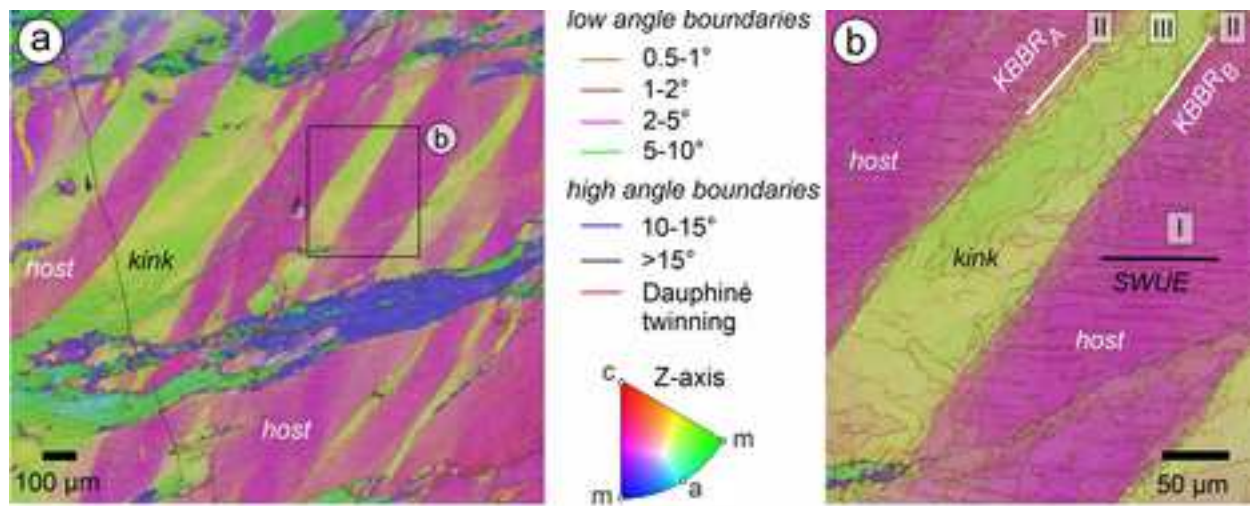 a
b
host
kink
host
100 µm
low angle boundaries
0.5-1°
1-2°
2-5°
5-10°
high angle boundaries
10-15°
>15°
Dauphiné
twinning
Z-axis
c
m
m
a
b
II
III
II
KBBR A
KBBR B
host
I
SWUE
kink
host
50 µm